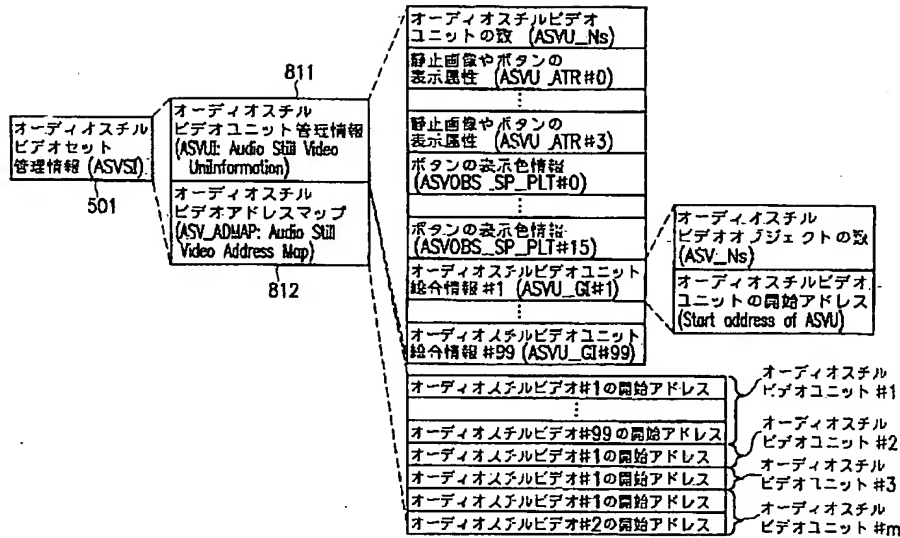 オーディオスチル
ビデオセット
管理情報 (ASVSI)
501
811
オーディオスチル
ビデオユニット管理情報
(ASVUI: Audio Still Video
UniInformation)
オーディオスチル
ビデオアドレスマップ
(ASV_ADMAP: Audio Still
Video Address Map)
812
オーディオスチルビデオ
ユニットの数 (ASVU_Ns)
静止画像やボタンの
表示属性 (ASVU_ATR#0)
⋮
静止画像やボタンの
表示属性 (ASVU_ATR#3)
ボタンの表示色情報
(ASVOBS_SP_PLT#0)
⋮
ボタンの表示色情報
(ASVOBS_SP_PLT#15)
オーディオスチルビデオユニット
総合情報#1 (ASVU_GI#1)
⋮
オーディオスチルビデオユニット
総合情報#99 (ASVU_GI#99)
オーディオスチル
ビデオオブジェクトの数
(ASV_Ns)
オーディオスチルビデオ
ユニットの開始アドレス
(Start address of ASVU)
オーディオスチルビデオ#1の開始アドレス
⋮
オーディオスチルビデオ#99の開始アドレス
オーディオスチルビデオ#1の開始アドレス
オーディオスチルビデオ#1の開始アドレス
オーディオスチルビデオ#1の開始アドレス
オーディオスチルビデオ#2の開始アドレス
オーディオスチル
ビデオユニット#1
オーディオスチル
ビデオユニット#2
オーディオスチル
ビデオユニット#3
オーディオスチル
ビデオユニット#m